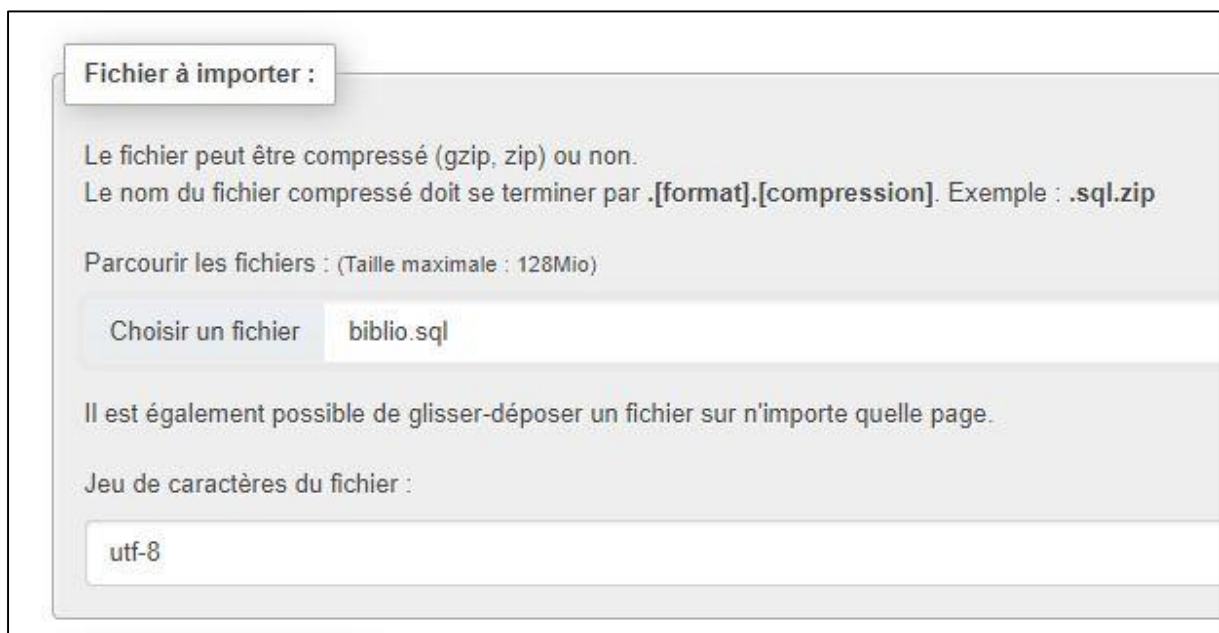 Fichier à importer :
Le fichier peut être compressé (gzip, zip) ou non.
Le nom du fichier compressé doit se terminer par .[format].[compression]. Exemple : .sql.zip
Parcourir les fichiers : (Taille maximale : 128Mio)
Choisir un fichier biblio.sql
Il est également possible de glisser-déposer un fichier sur n'importe quelle page.
Jeu de caractères du fichier :
utf-8